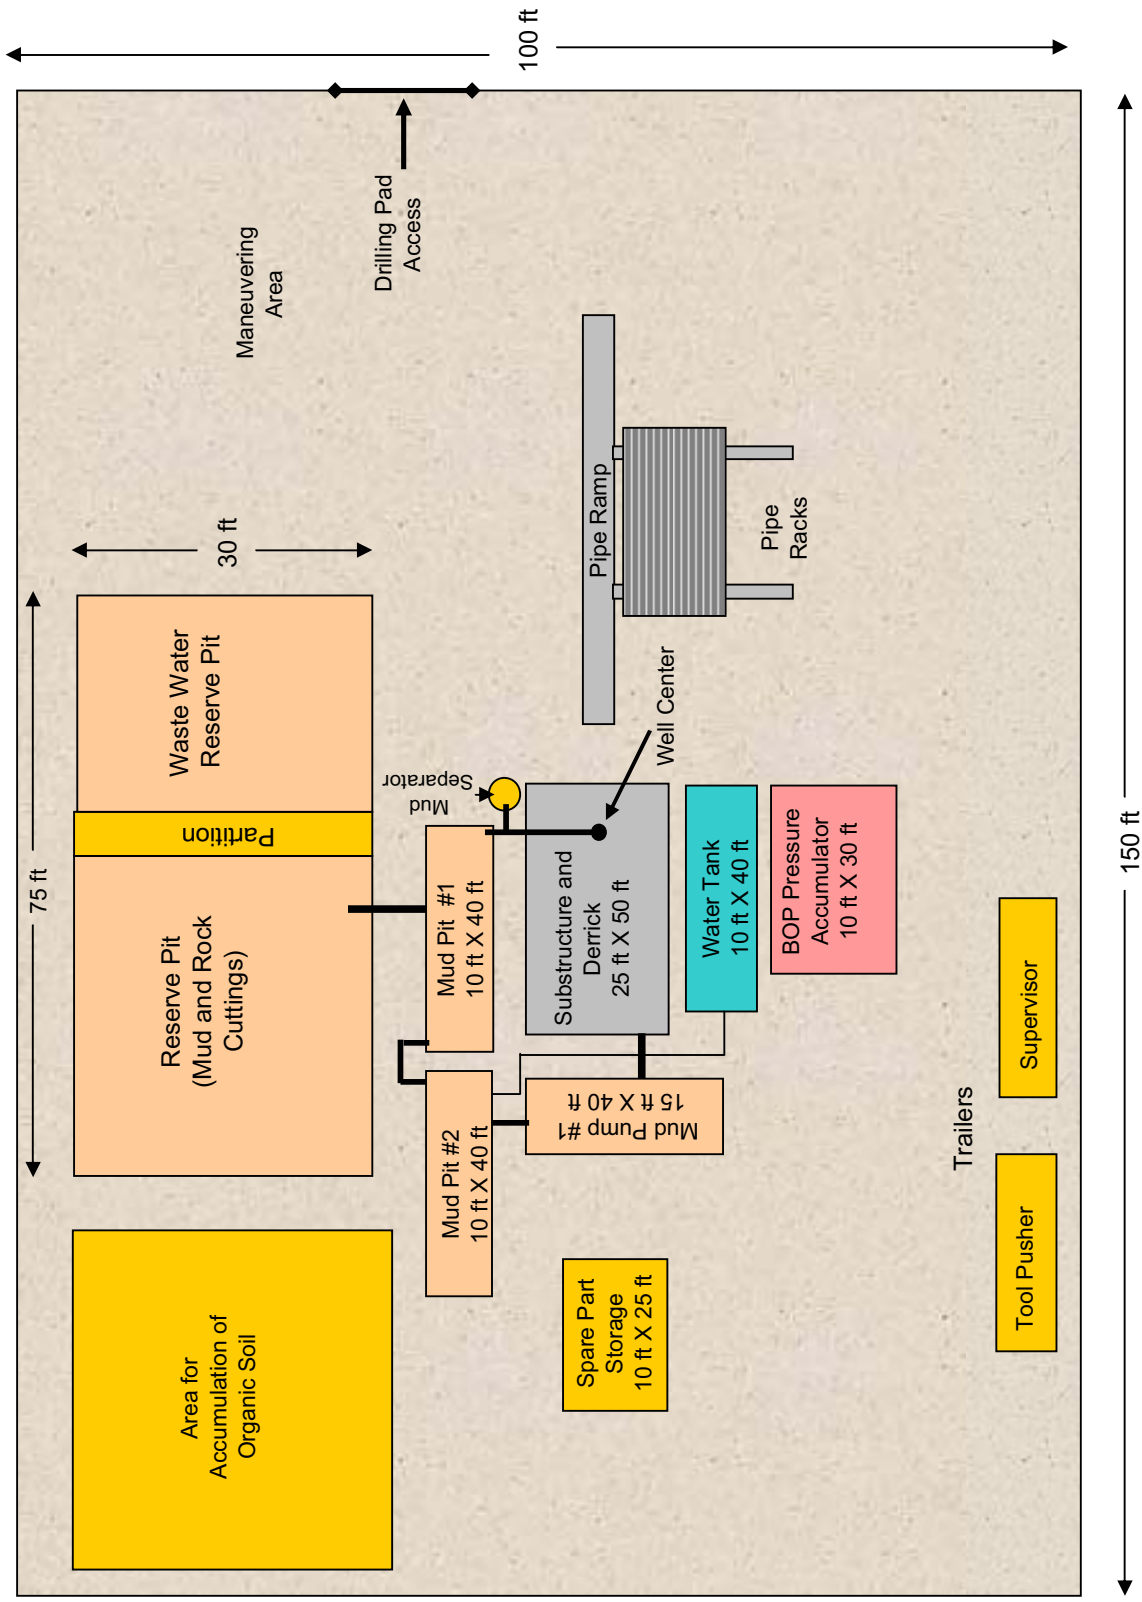 100 ft
150 ft
Drilling Pad
Access
Maneuvering
Area
30 ft
75 ft
Waste Water
Reserve Pit
Partition
Reserve Pit
(Mud and Rock
Cuttings)
Area for
Accumulation of
Organic Soil
Mud
Separator
Mud Pit  #1
10 ft X 40 ft
Mud Pit #2
10 ft X 40 ft
Mud Pump #1
15 ft X 40 ft
Substructure and
Derrick
25 ft X 50 ft
Well Center
Pipe Ramp
Pipe
Racks
Water Tank
10 ft X 40 ft
BOP Pressure
Accumulator
10 ft X 30 ft
Spare Part
Storage
10 ft X 25 ft
Trailers
Tool Pusher
Supervisor